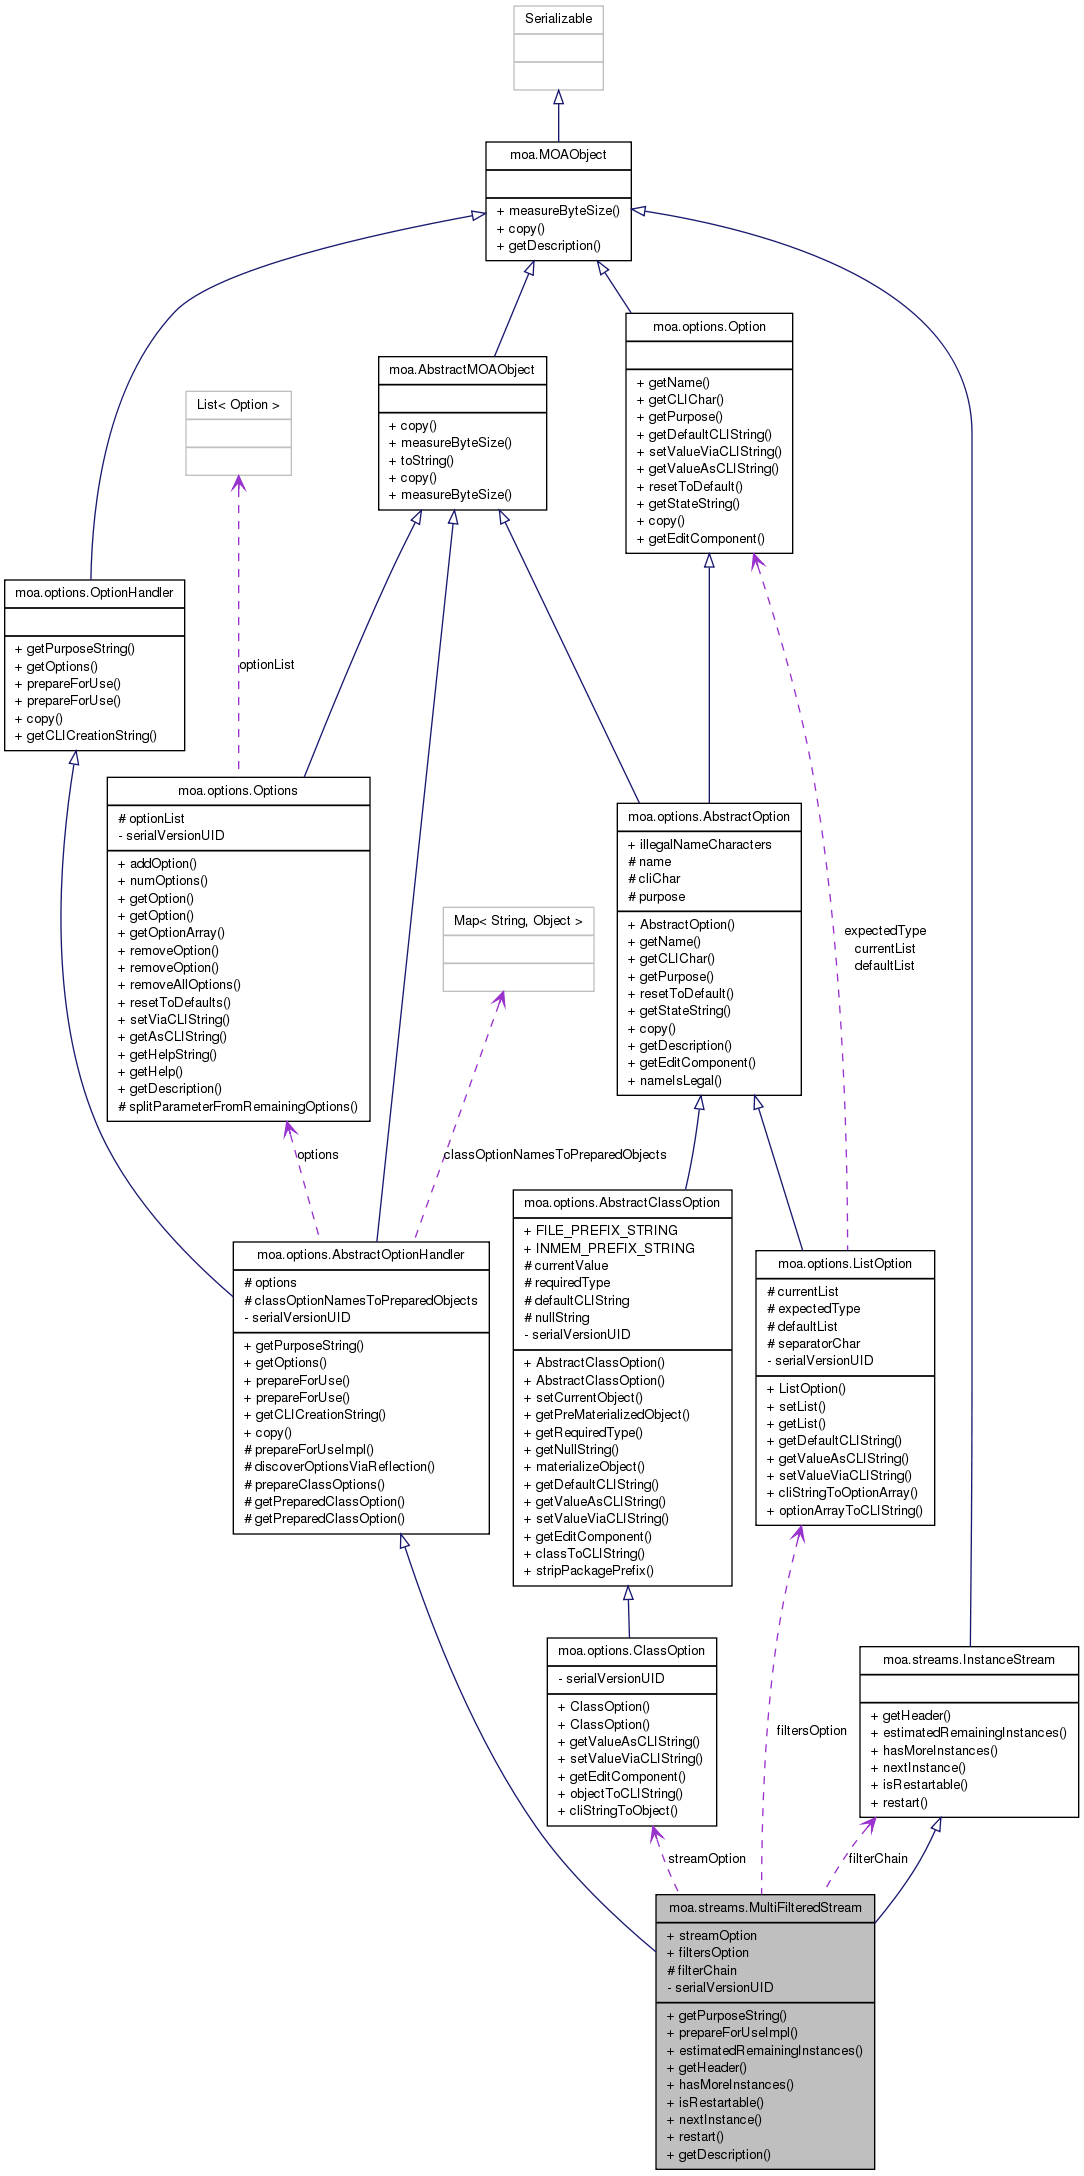 Serializable
moa.MOAObject
+ measureByteSize()
+ copy()
+ getDescription()
moa.options.Option
+ getName()
+ getCLIChar()
+ getPurpose()
+ getDefaultCLIString()
+ setValueViaCLIString()
+ getValueAsCLIString()
+ resetToDefault()
+ getStateString()
+ copy()
+ getEditComponent()
moa.AbstractMOAObject
+ copy()
+ measureByteSize()
+ toString()
+ copy()
+ measureByteSize()
List< Option >
moa.options.OptionHandler
+ getPurposeString()
+ getOptions()
+ prepareForUse()
+ prepareForUse()
+ copy()
+ getCLICreationString()
optionList
moa.options.Options
# optionList
- serialVersionUID
+ addOption()
+ numOptions()
+ getOption()
+ getOption()
+ getOptionArray()
+ removeOption()
+ removeOption()
+ removeAllOptions()
+ resetToDefaults()
+ setViaCLIString()
+ getAsCLIString()
+ getHelpString()
+ getHelp()
+ getDescription()
# splitParameterFromRemainingOptions()
moa.options.AbstractOption
+ illegalNameCharacters
# name
# cliChar
# purpose
+ AbstractOption()
+ getName()
+ getCLIChar()
+ getPurpose()
+ resetToDefault()
+ getStateString()
+ copy()
+ getDescription()
+ getEditComponent()
+ nameIsLegal()
Map< String, Object >
expectedType
currentList
defaultList
options
classOptionNamesToPreparedObjects
moa.options.AbstractClassOption
+ FILE_PREFIX_STRING
+ INMEM_PREFIX_STRING
# currentValue
# requiredType
# defaultCLIString
# nullString
- serialVersionUID
+ AbstractClassOption()
+ AbstractClassOption()
+ setCurrentObject()
+ getPreMaterializedObject()
+ getRequiredType()
+ getNullString()
+ materializeObject()
+ getDefaultCLIString()
+ getValueAsCLIString()
+ setValueViaCLIString()
+ getEditComponent()
+ classToCLIString()
+ stripPackagePrefix()
moa.options.AbstractOptionHandler
# options
# classOptionNamesToPreparedObjects
- serialVersionUID
+ getPurposeString()
+ getOptions()
+ prepareForUse()
+ prepareForUse()
+ getCLICreationString()
+ copy()
# prepareForUseImpl()
# discoverOptionsViaReflection()
# prepareClassOptions()
# getPreparedClassOption()
# getPreparedClassOption()
moa.options.ListOption
# currentList
# expectedType
# defaultList
# separatorChar
- serialVersionUID
+ ListOption()
+ setList()
+ getList()
+ getDefaultCLIString()
+ getValueAsCLIString()
+ setValueViaCLIString()
+ cliStringToOptionArray()
+ optionArrayToCLIString()
moa.options.ClassOption
- serialVersionUID
+ ClassOption()
+ ClassOption()
+ getValueAsCLIString()
+ setValueViaCLIString()
+ getEditComponent()
+ objectToCLIString()
+ cliStringToObject()
moa.streams.InstanceStream
+ getHeader()
+ estimatedRemainingInstances()
+ hasMoreInstances()
+ nextInstance()
+ isRestartable()
+ restart()
filtersOption
streamOption
filterChain
moa.streams.MultiFilteredStream
+ streamOption
+ filtersOption
# filterChain
- serialVersionUID
+ getPurposeString()
+ prepareForUseImpl()
+ estimatedRemainingInstances()
+ getHeader()
+ hasMoreInstances()
+ isRestartable()
+ nextInstance()
+ restart()
+ getDescription()